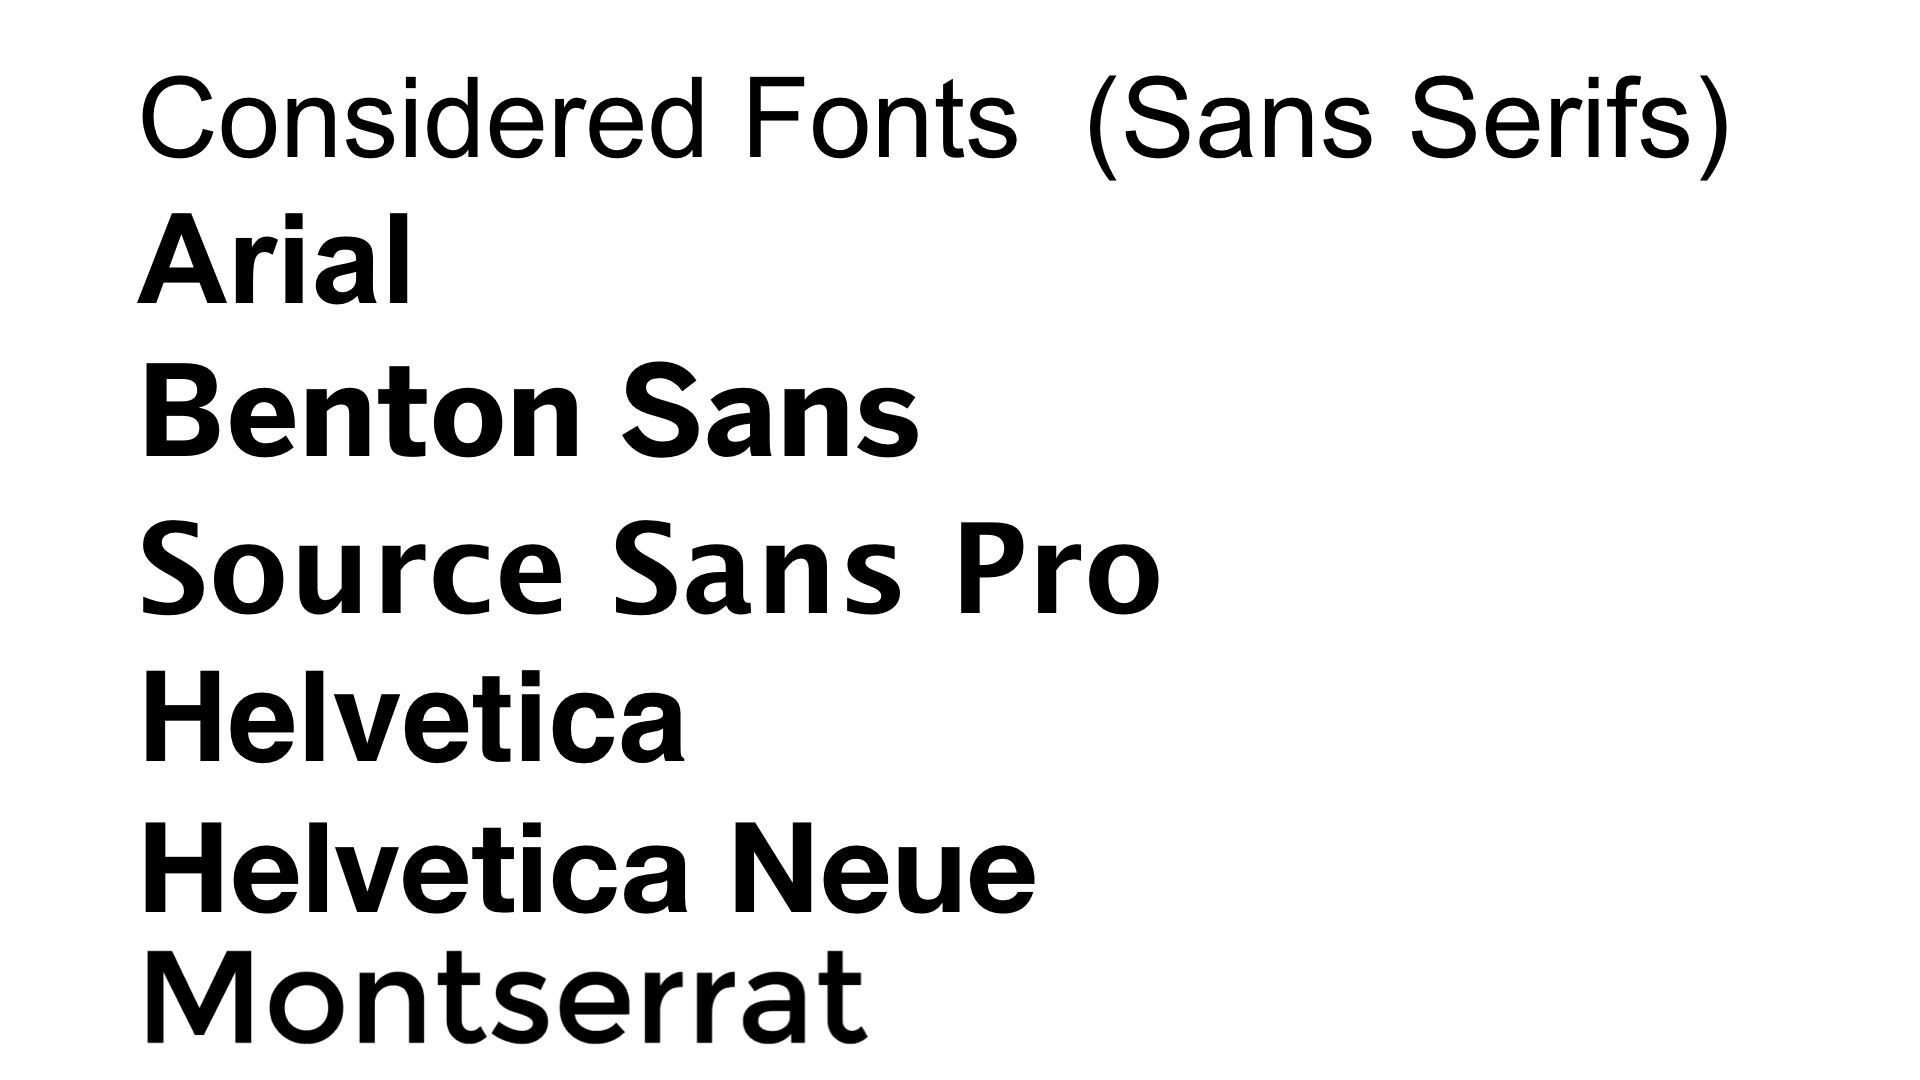 Considered Fonts  (Sans Serifs)
Arial
Benton Sans
Source Sans Pro
Helvetica
Helvetica Neue
Montserrat